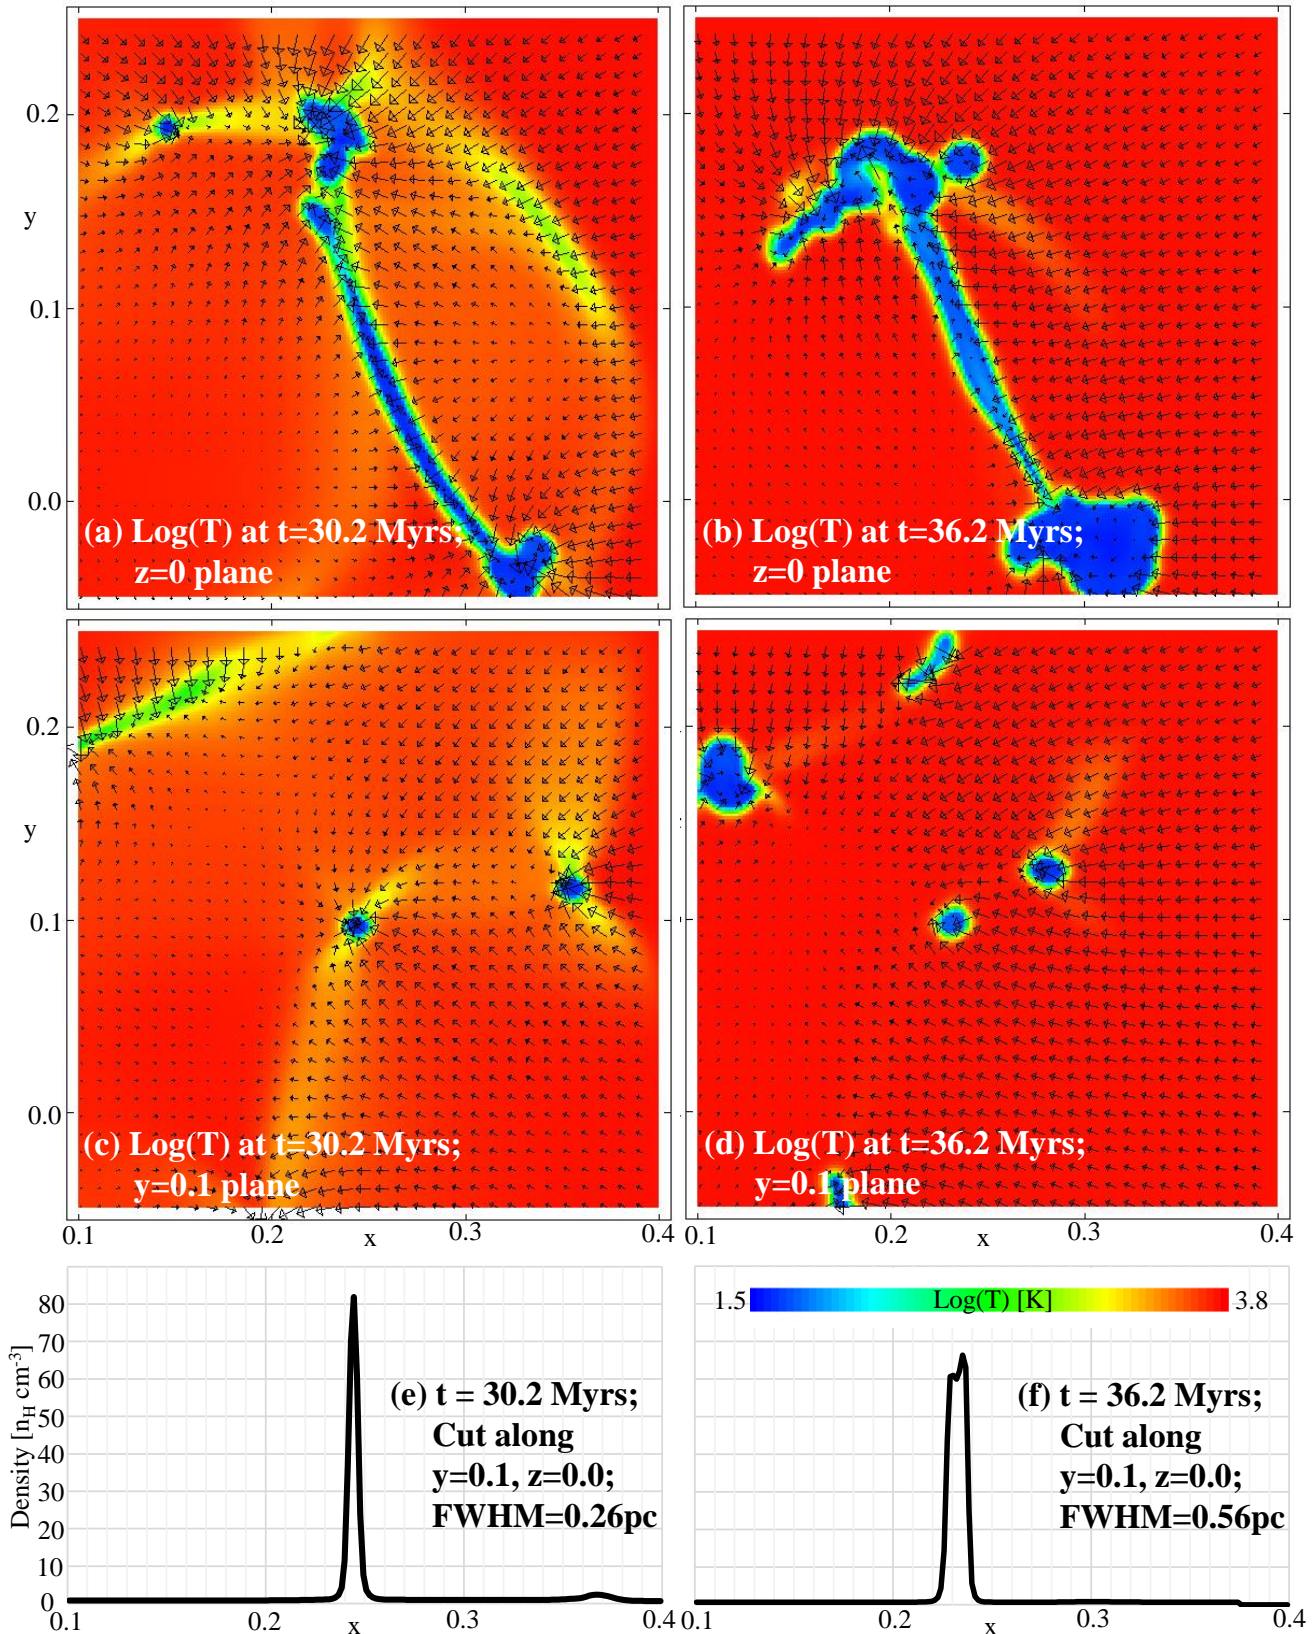 0.2
y
0.1
0.0
(a) Log(T) at t=30.2 Myrs;
z=0 plane
(b) Log(T) at t=36.2 Myrs;
z=0 plane
0.2
y
0.1
0.0
(c) Log(T) at t=30.2 Myrs;
y=0.1 plane
(d) Log(T) at t=36.2 Myrs;
y=0.1 plane
0.1 0.2 x 0.3 0.4
0.1 0.2 x 0.3 0.4
Density [n_H cm⁻³]
80
70
60
50
40
30
20
10
0
(e) t = 30.2 Myrs;
Cut along
y=0.1, z=0.0;
FWHM=0.26pc
0.1 0.2 x 0.3 0.4
1.5 Log(T) [K] 3.8
(f) t = 36.2 Myrs;
Cut along
y=0.1, z=0.0;
FWHM=0.56pc
0.1 0.2 x 0.3 0.4